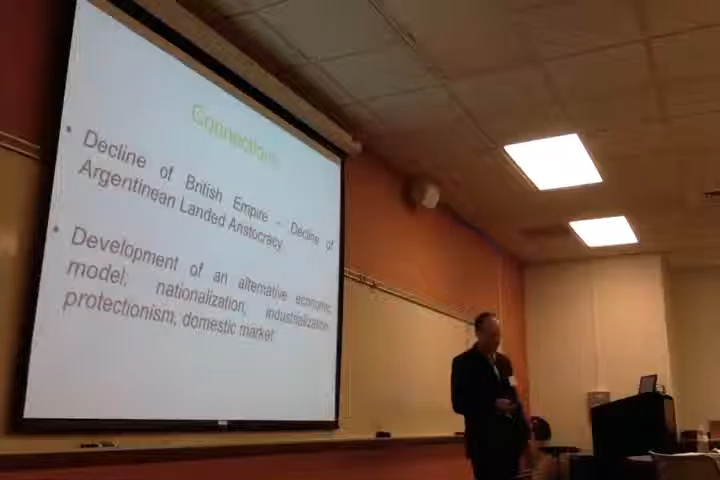 Connections
• Decline of British Empire - Decline of
Argentinean Landed Aristocracy
• Development of an alternative economic
model; nationalization, industrialization,
protectionism, domestic market